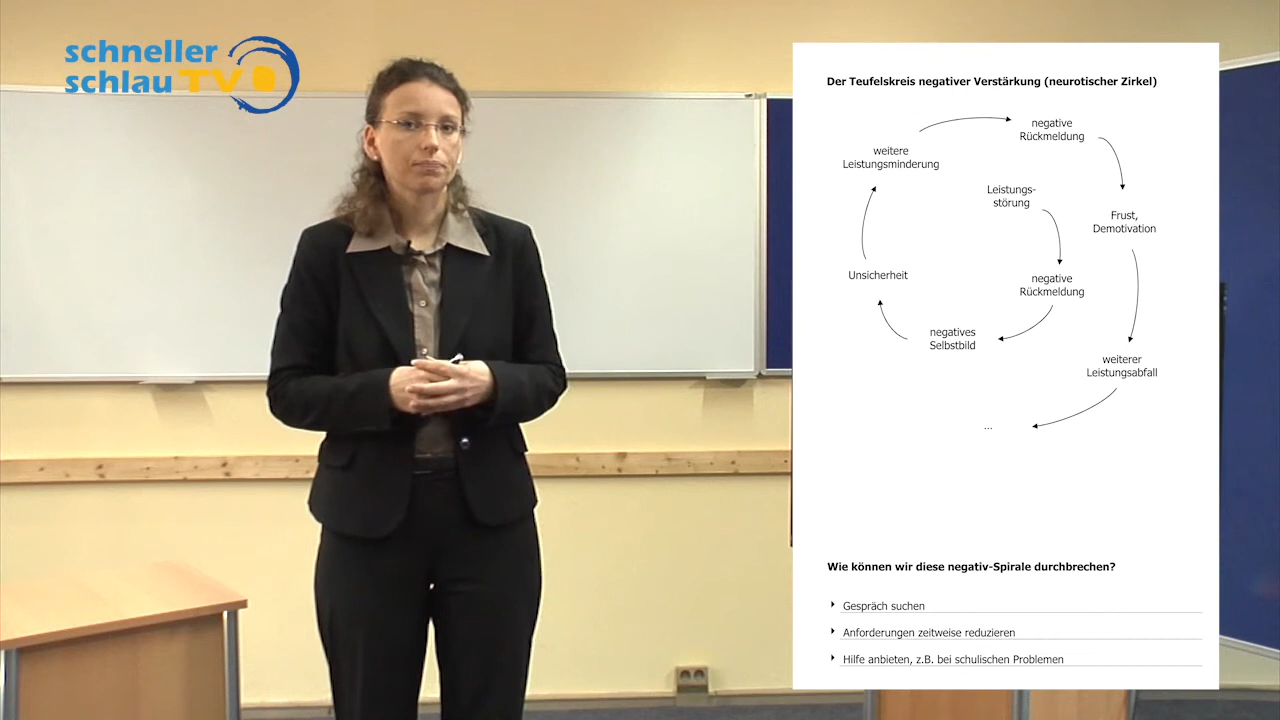 schneller
schlau TV
Der Teufelskreis negativer Verstärkung (neurotischer Zirkel)
negative
Rückmeldung
weitere
Leistungsminderung
Leistungs-
störung
Frust,
Demotivation
Unsicherheit
negative
Rückmeldung
negatives
Selbstbild
weiterer
Leistungsabfall
...
Wie können wir diese negativ-Spirale durchbrechen?
Gespräch suchen
Anforderungen zeitweise reduzieren
Hilfe anbieten, z.B. bei schulischen Problemen